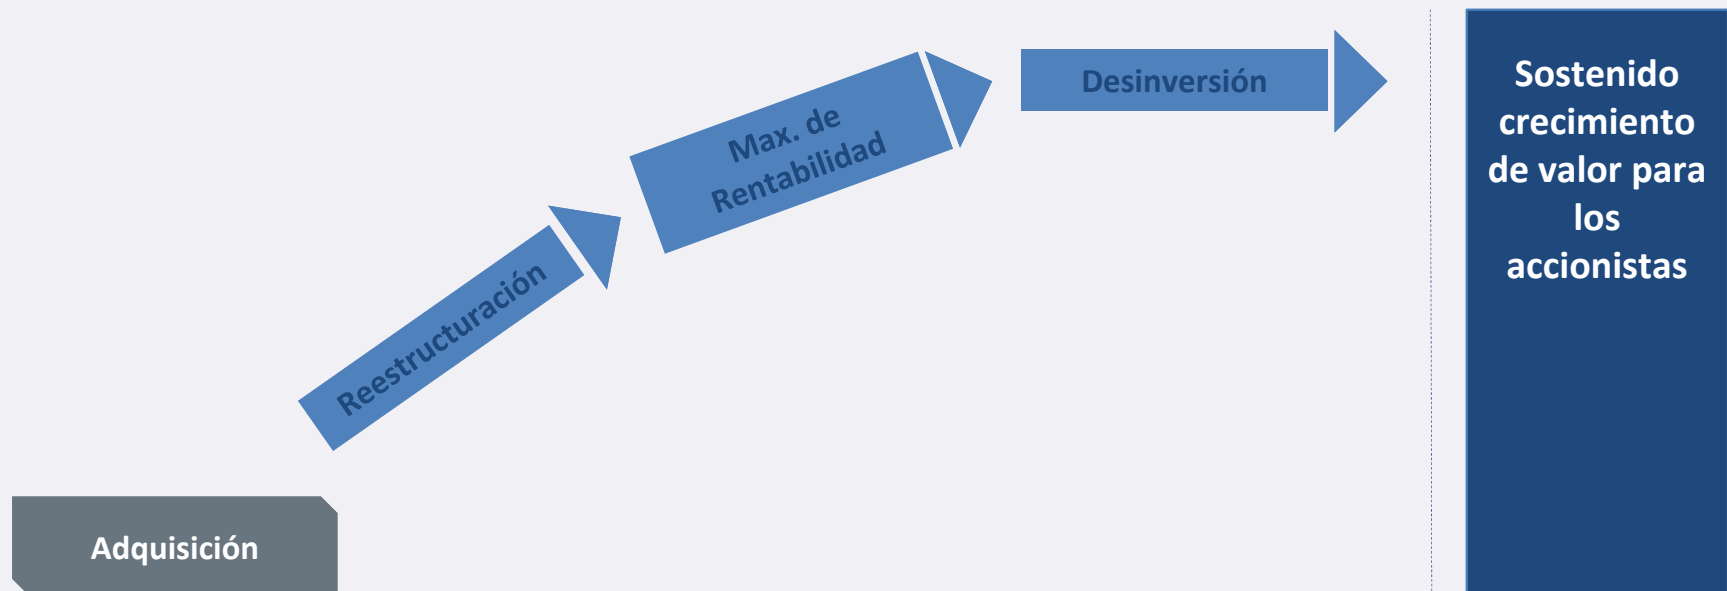 Adquisición
Reestructuración
Max. de
Rentabilidad
Desinversión
Sostenido
crecimiento
de valor para
los
accionistas